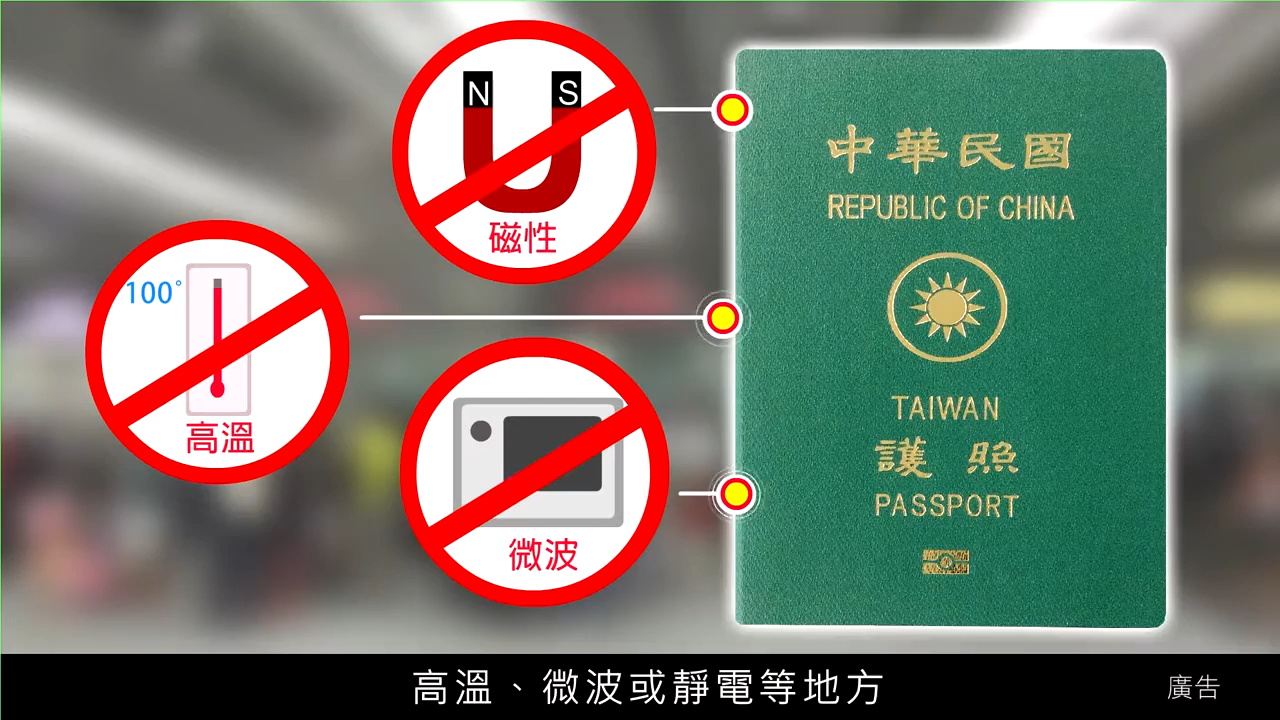 N S
磁性
100°
高溫
微波
中華民國
REPUBLIC OF CHINA
TAIWAN
護照
PASSPORT
高溫、微波或靜電等地方
廣告